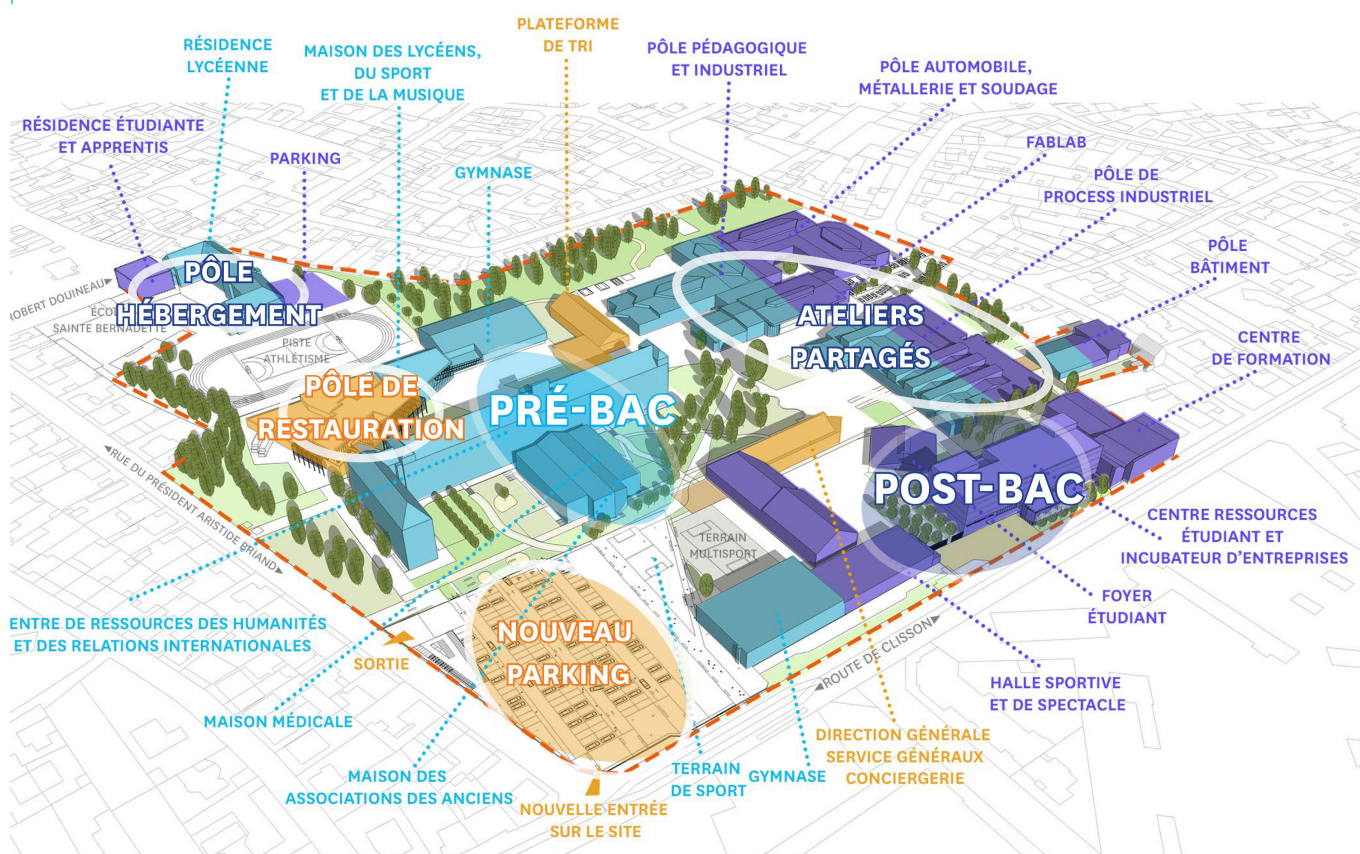 PLATEFORME
DE TRI
RÉSIDENCE
LYCÉENNE
MAISON DES LYCÉENS,
DU SPORT
ET DE LA MUSIQUE
PÔLE PÉDAGOGIQUE
ET INDUSTRIEL
PÔLE AUTOMOBILE,
MÉTALLERIE ET SOUDAGE
RÉSIDENCE ÉTUDIANTE
ET APPRENTIS
PARKING
GYMNASE
FABLAB
PÔLE DE
PROCESS INDUSTRIEL
PÔLE
BÂTIMENT
PÔLE
HÉBERGEMENT
ROBERT DOUINEAU
ÉCOLE
SAINTE BERNADETTE
PISTE
ATHLÉTISME
ATELIERS
PARTAGÉS
CENTRE
DE FORMATION
PÔLE DE
RESTAURATION
PRÉ-BAC
POST-BAC
RUE DU PRÉSIDENT ARISTIDE BRIAND
TERRAIN
MULTISPORT
CENTRE RESSOURCES
ÉTUDIANT ET
INCUBATEUR D'ENTREPRISES
FOYER
ÉTUDIANT
ENTRE DE RESSOURCES DES HUMANITÉS
ET DES RELATIONS INTERNATIONALES
SORTIE
NOUVEAU
PARKING
ROUTE DE CLISSON
HALLE SPORTIVE
ET DE SPECTACLE
MAISON MÉDICALE
DIRECTION GÉNÉRALE
SERVICE GÉNÉRAUX
CONCIERGERIE
MAISON DES
ASSOCIATIONS DES ANCIENS
TERRAIN
DE SPORT
GYMNASE
NOUVELLE ENTRÉE
SUR LE SITE